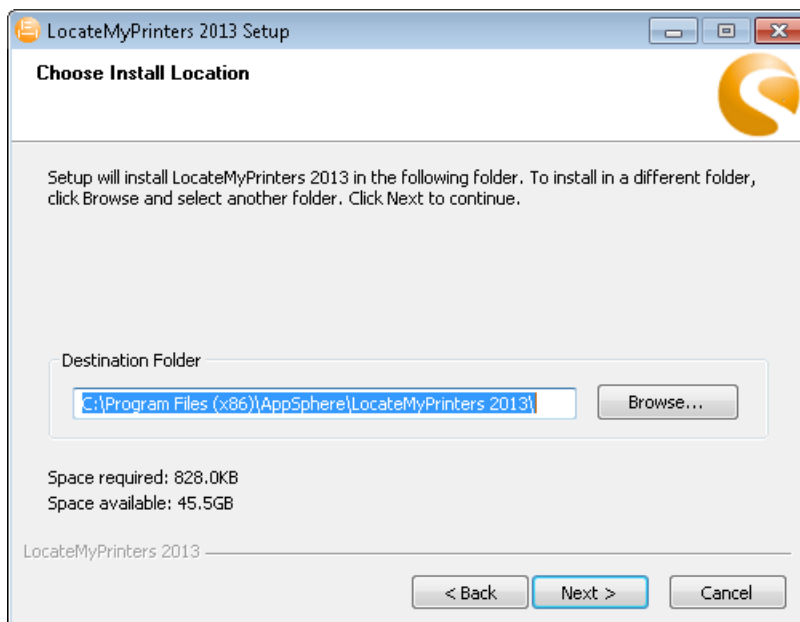 LocateMyPrinters 2013 Setup
Choose Install Location
Setup will install LocateMyPrinters 2013 in the following folder. To install in a different folder,
click Browse and select another folder. Click Next to continue.
Destination Folder
C:\Program Files (x86)\AppSphere\LocateMyPrinters 2013\
Browse...
Space required: 828.0KB
Space available: 45.5GB
LocateMyPrinters 2013
< Back
Next >
Cancel